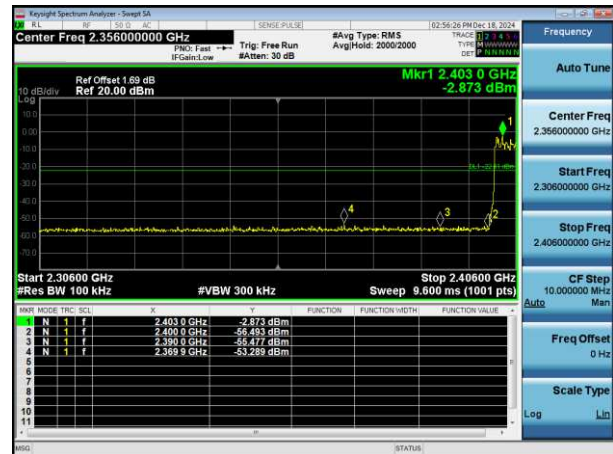 Keysight Spectrum Analyzer - Swept SA
RL RF 50 Ω AC SENSE:PULSE 02:56:26 PM Dec 18, 2024
Center Freq 2.356000000 GHz
PNO: Fast Trig: Free Run
IFGain:Low #Atten: 30 dB
#Avg Type: RMS
Avg|Hold: 2000/2000
TRACE 1 2 3 4 5 6
TYPE M W W W W W
DET P N N N N N
Frequency
Ref Offset 1.69 dB
10 dB/div Ref 20.00 dBm
Mkr1 2.403 0 GHz
-2.873 dBm
Log
10.0
0.00
-10.0
-20.0
-30.0
-40.0
-50.0
-60.0
-70.0
1
2
3
4
Start 2.30600 GHz Stop 2.40600 GHz
#Res BW 100 kHz #VBW 300 kHz Sweep 9.600 ms (1001 pts)
MKR MODE TRC SCL X Y FUNCTION FUNCTION WIDTH FUNCTION VALUE
1 N 1 f 2.403 0 GHz -2.873 dBm
2 N 1 f 2.400 0 GHz -56.493 dBm
3 N 1 f 2.390 0 GHz -55.477 dBm
4 N 1 f 2.369 9 GHz -53.289 dBm
5
6
7
8
9
10
11
MSG STATUS
Auto Tune
Center Freq
2.356000000 GHz
Start Freq
2.306000000 GHz
Stop Freq
2.406000000 GHz
CF Step
10.000000 MHz
Auto Man
Freq Offset
0 Hz
Scale Type
Log Lin